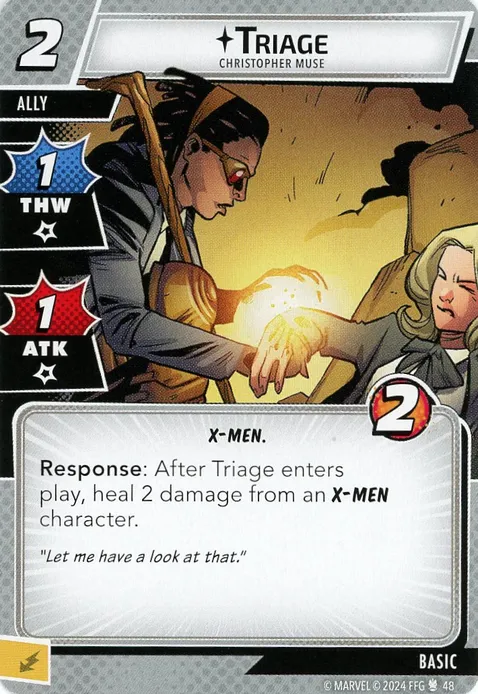 2
TRIAGE
CHRISTOPHER MUSE
ALLY
1
THW
1
ATK
2
X-MEN.
Response: After Triage enters
play, heal 2 damage from an X-MEN
character.
"Let me have a look at that."
BASIC
© MARVEL © 2024 FFG 48